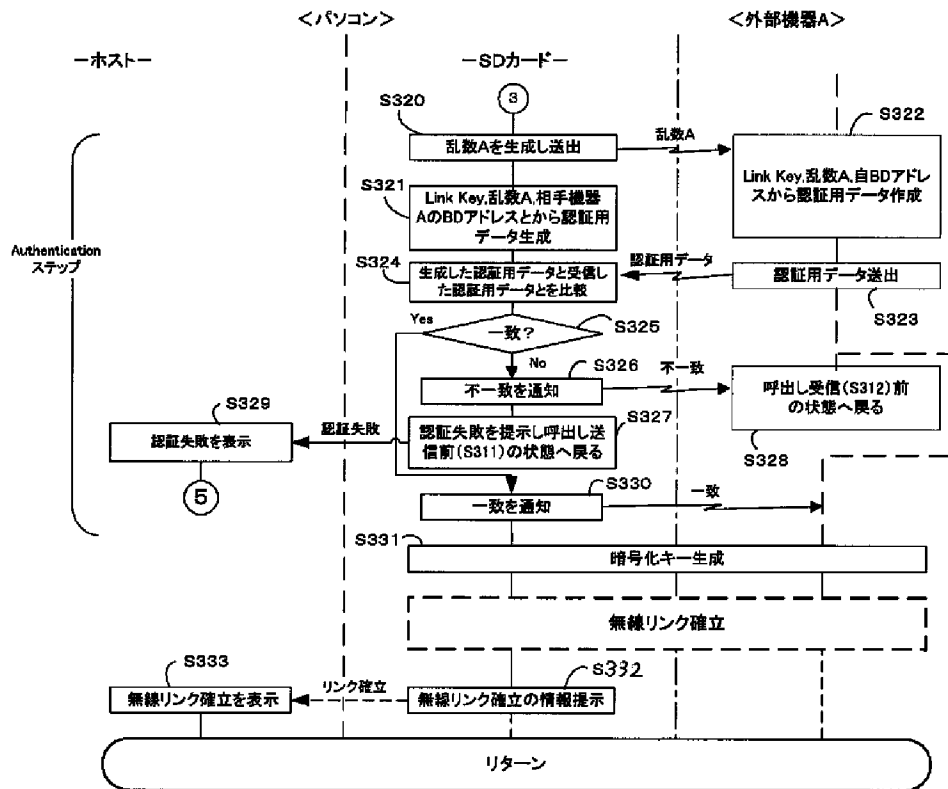 ＜パソコン＞
＜外部機器A＞
－ホスト－
－SDカード－
3
S320
乱数Aを生成し送出
乱数A
S322
Link Key,乱数A,自BDアドレ
スから認証用データ作成
S321
Link Key,乱数A,相手機器
AのBDアドレスとから認証用
データ生成
Authentication
ステップ
S324
生成した認証用データと受信し
た認証用データとを比較
認証用データ
認証用データ送出
S323
Yes
一致？
S325
No
S326
不一致を通知
不一致
呼出し受信(S312)前
の状態へ戻る
S328
S329
認証失敗を表示
認証失敗
S327
認証失敗を提示し呼出し送
信前(S311)の状態へ戻る
5
S330
一致を通知
一致
S331
暗号化キー生成
無線リンク確立
S333
無線リンク確立を表示
リンク確立
S332
無線リンク確立の情報提示
リターン